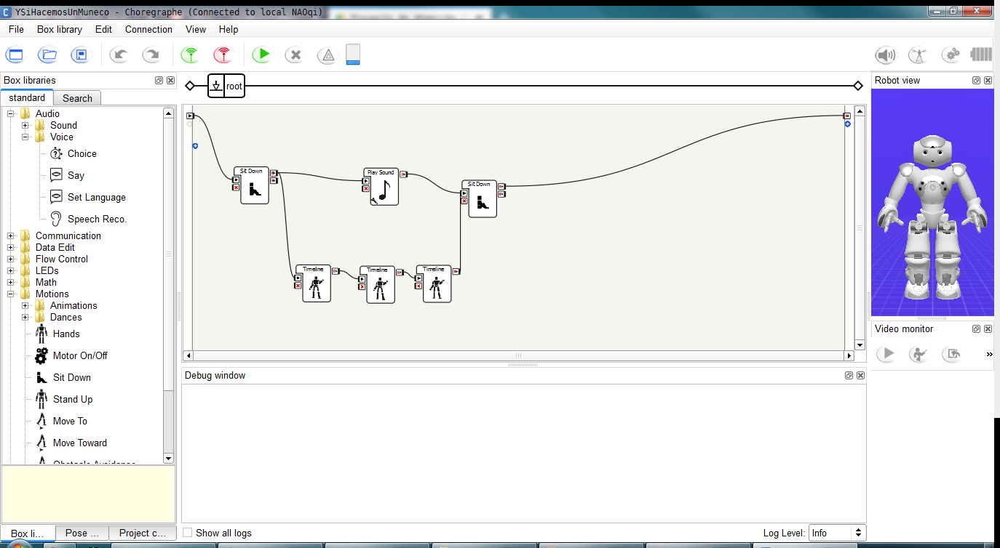 YSiHacemosUnMuneco - Choregraphe (Connected to local NAOqi)
File Box library Edit Connection View Help
Box libraries
standard Search
Audio
Sound
Voice
Choice
Say
Set Language
Speech Reco.
Communication
Data Edit
Flow Control
LEDs
Math
Motions
Animations
Dances
Hands
Motor On/Off
Sit Down
Stand Up
Move To
Move Toward
Obstacle Avoidance
Box li... Pose ... Project c...
root
Sit Down
Play Sound
Sit Down
Timeline
Timeline
Timeline
Debug window
Show all logs
Log Level: Info
Robot view
Video monitor
»